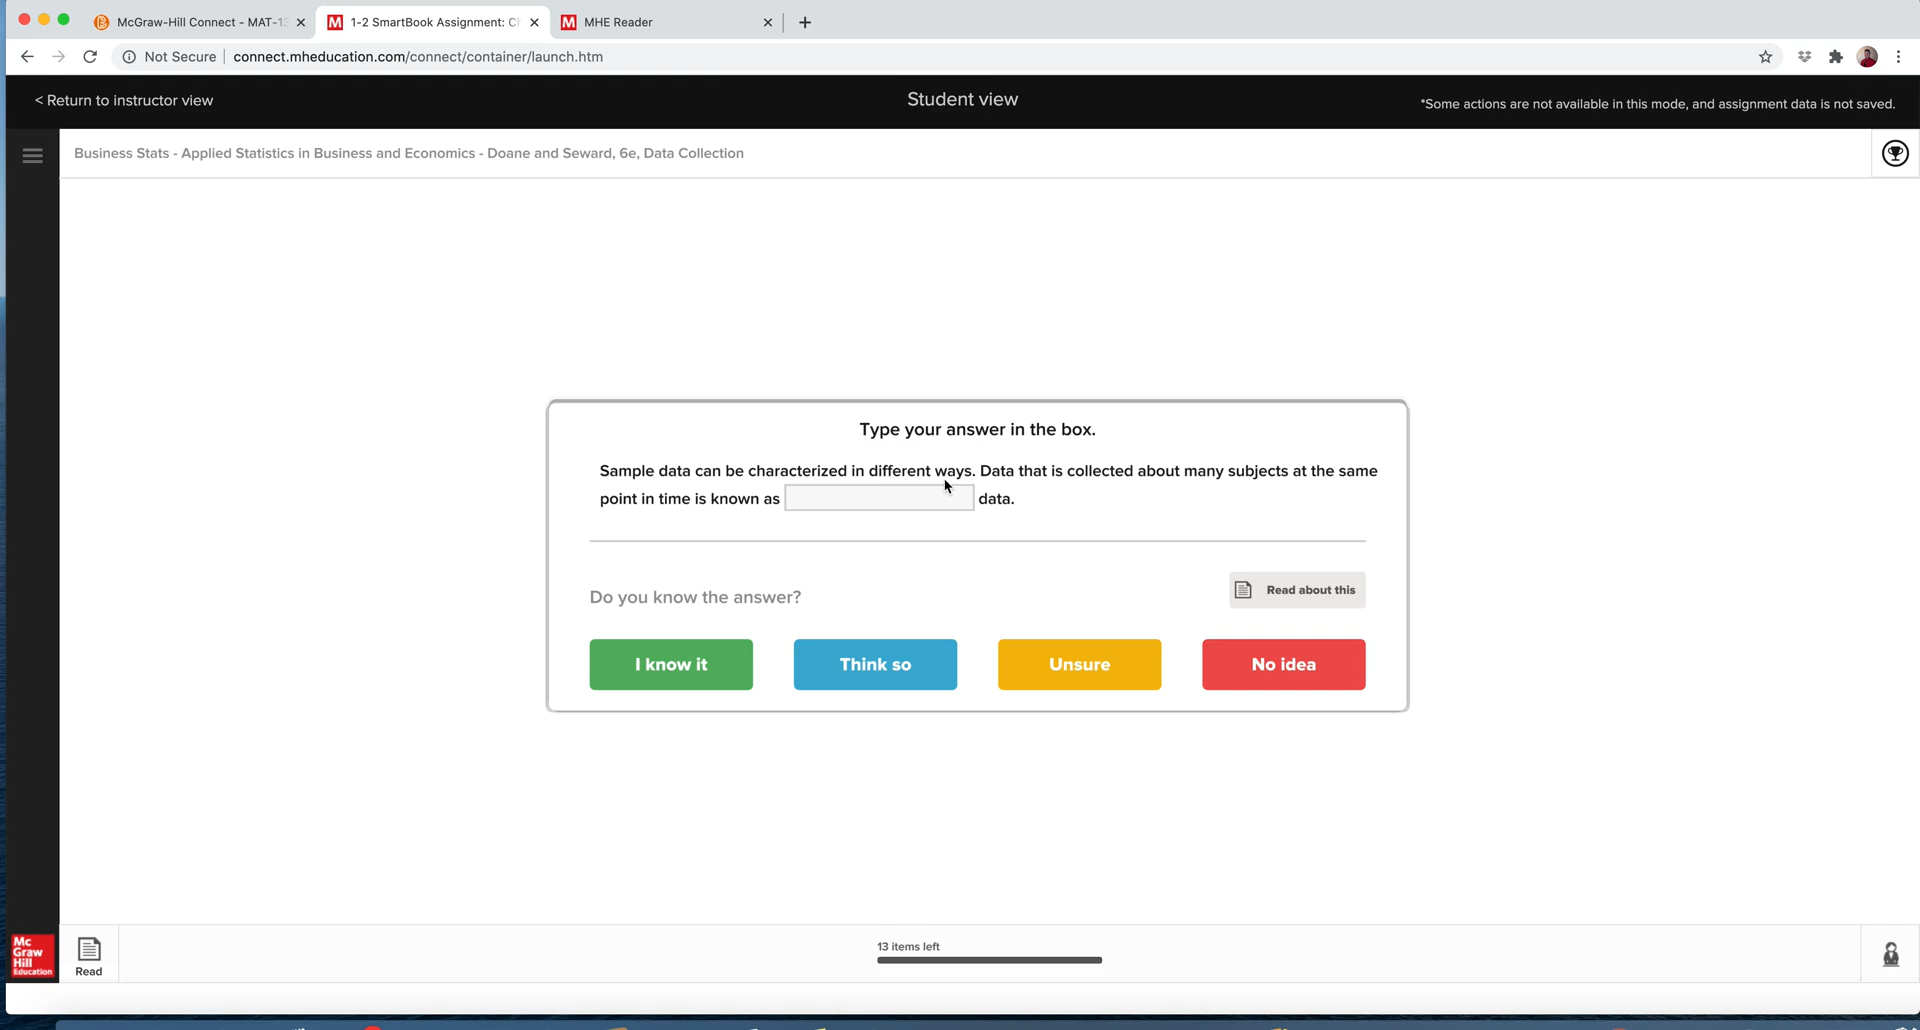 McGraw-Hill Connect - MAT-13
1-2 SmartBook Assignment: Ch
MHE Reader
Not Secure
connect.mheducation.com/connect/container/launch.htm
< Return to instructor view
Student view
*Some actions are not available in this mode, and assignment data is not saved.
Business Stats - Applied Statistics in Business and Economics - Doane and Seward, 6e, Data Collection
Type your answer in the box.
Sample data can be characterized in different ways. Data that is collected about many subjects at the same
point in time is known as data.
Do you know the answer?
Read about this
I know it
Think so
Unsure
No idea
Mc
Graw
Hill
Education
Read
13 items left